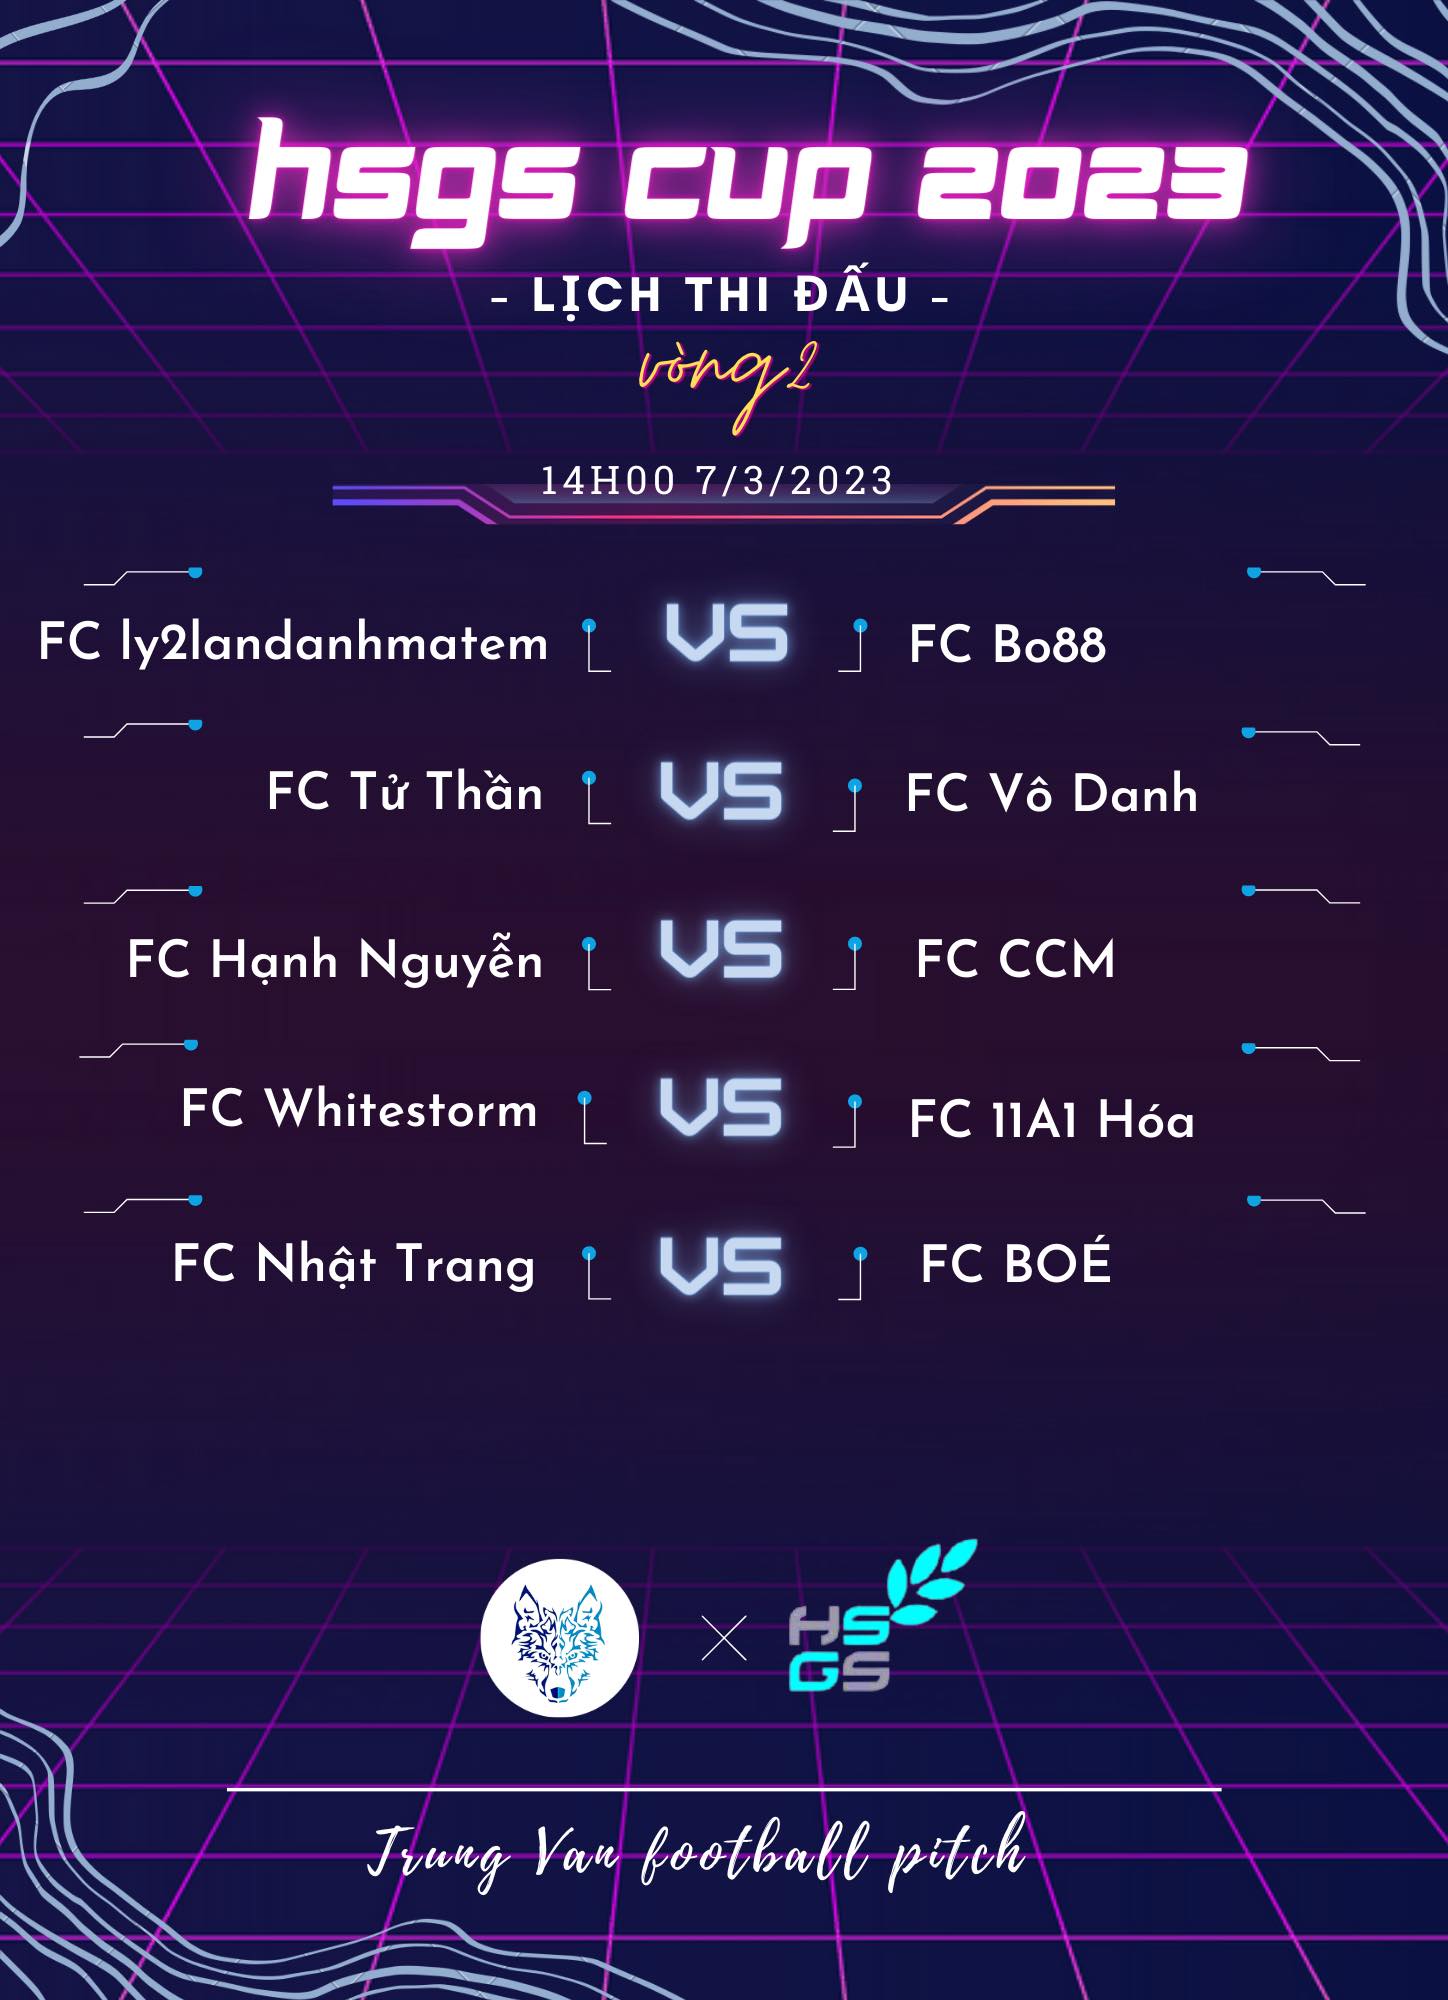 hsgs cup 2023
- LỊCH THI ĐẤU -
vòng 2
14H00 7/3/2023
FC ly2landanhmatem VS FC Bo88
FC Tử Thần VS FC Vô Danh
FC Hạnh Nguyễn VS FC CCM
FC Whitestorm VS FC 11A1 Hóa
FC Nhật Trang VS FC BOÉ
HS
GS
Trung Van football pitch